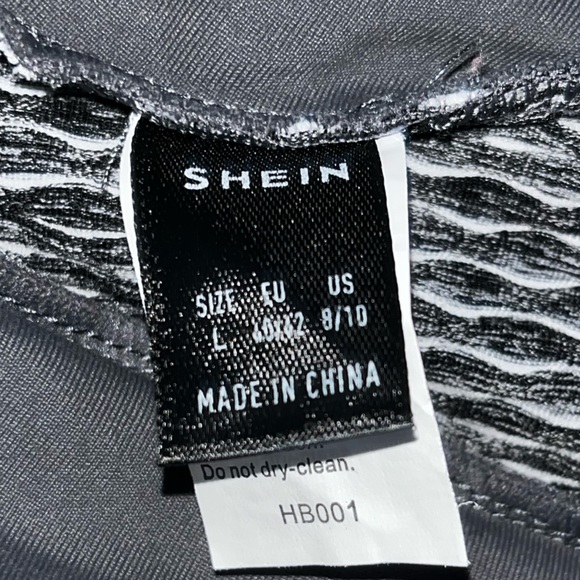 SHEIN
SIZE EU US
L 40/42 8/10
MADE IN CHINA
Do not dry-clean.
HB001